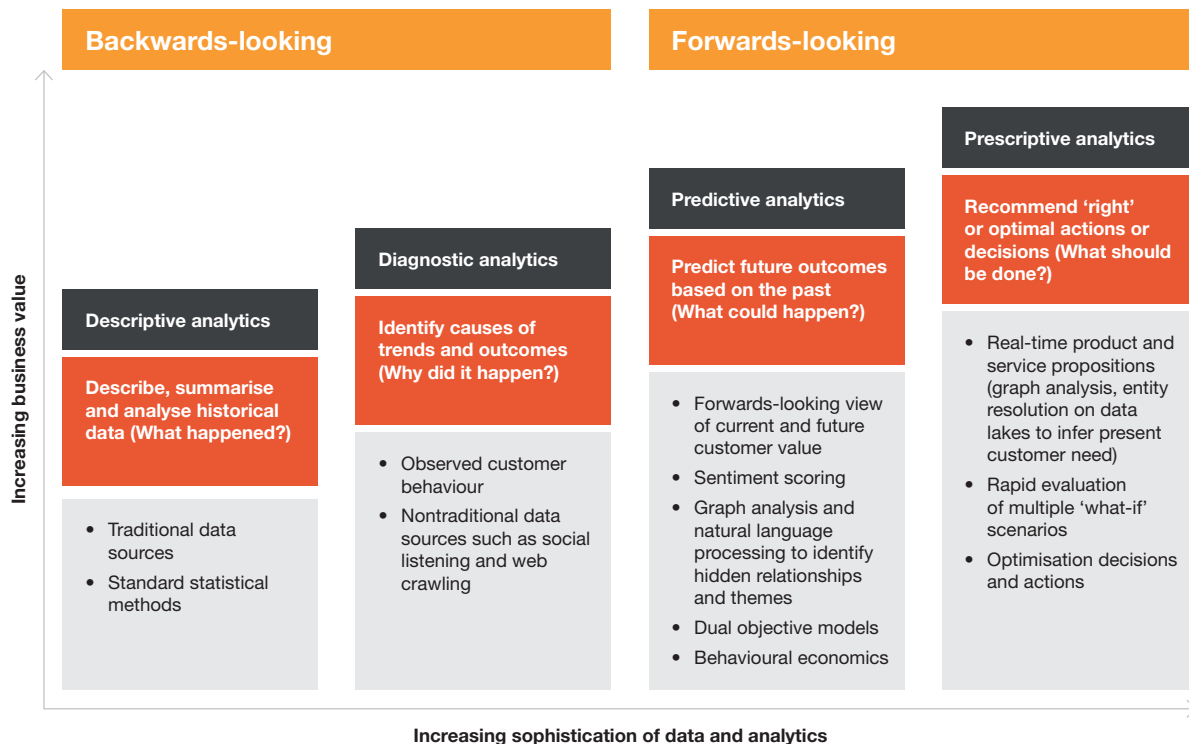 Backwards-looking
Forwards-looking
Increasing business value
Descriptive analytics
Describe, summarise
and analyse historical
data (What happened?)
• Traditional data
sources
• Standard statistical
methods
Diagnostic analytics
Identify causes of
trends and outcomes
(Why did it happen?)
• Observed customer
behaviour
• Nontraditional data
sources such as social
listening and web
crawling
Predictive analytics
Predict future outcomes
based on the past
(What could happen?)
• Forwards-looking view
of current and future
customer value
• Sentiment scoring
• Graph analysis and
natural language
processing to identify
hidden relationships
and themes
• Dual objective models
• Behavioural economics
Prescriptive analytics
Recommend ‘right’
or optimal actions or
decisions (What should
be done?)
• Real-time product and
service propositions
(graph analysis, entity
resolution on data
lakes to infer present
customer need)
• Rapid evaluation
of multiple ‘what-if’
scenarios
• Optimisation decisions
and actions
Increasing sophistication of data and analytics